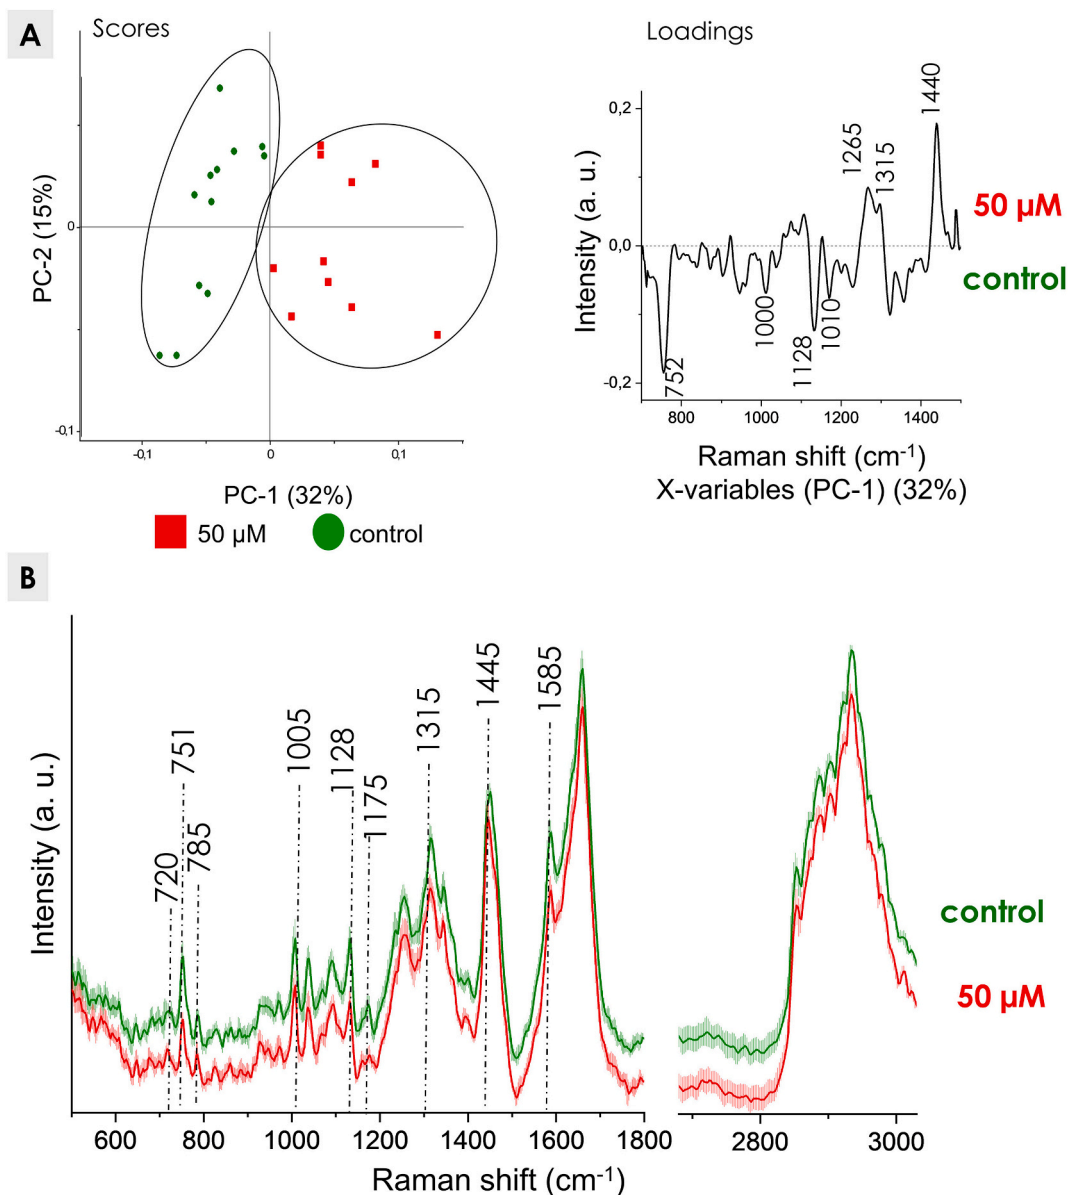 A
Scores
PC-2 (15%)
0
-0,1
-0,1
0
0,1
PC-1 (32%)
50 µM
control
Loadings
Intensity (a. u.)
0,2
0,0
-0,2
752
1000
1128
1010
1265
1315
1440
800
1000
1200
1400
Raman shift (cm-1)
X-variables (PC-1) (32%)
50 µM
control
B
Intensity (a. u.)
720
751
785
1005
1128
1175
1315
1445
1585
control
50 µM
600
800
1000
1200
1400
1600
1800
2800
3000
Raman shift (cm-1)